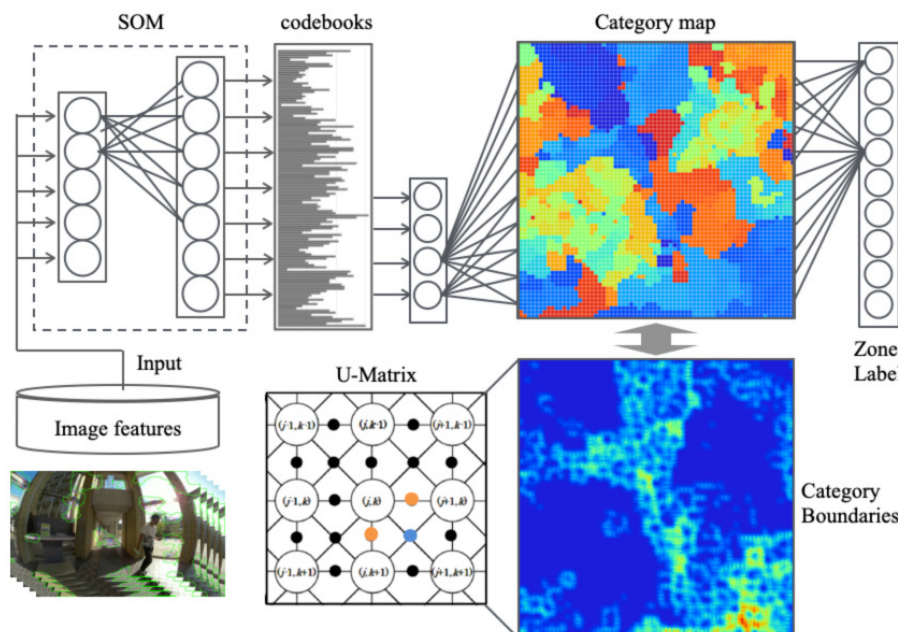 SOM
codebooks
Category map
Input
Image features
Zone
Label
U-Matrix
(j-1, k-1)
(j, k-1)
(j+1, k-1)
(j-1, k)
(j, k)
(j+1, k)
(j-1, k+1)
(j, k+1)
(j+1, k+1)
Category
Boundaries